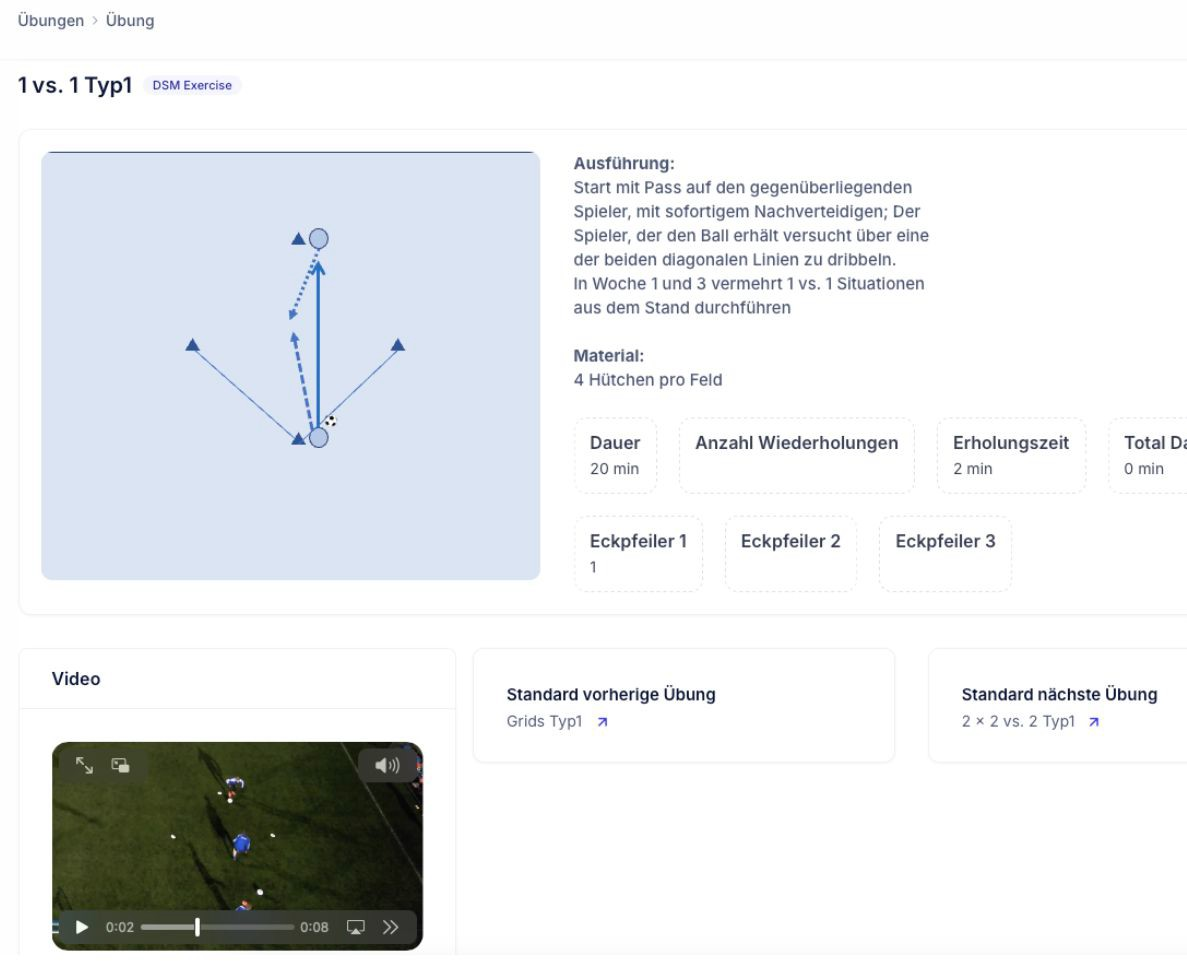 Übungen > Übung
1 vs. 1 Typ1 DSM Exercise
Ausführung:
Start mit Pass auf den gegenüberliegenden
Spieler, mit sofortigem Nachverteidigen; Der
Spieler, der den Ball erhält versucht über eine
der beiden diagonalen Linien zu dribbeln.
In Woche 1 und 3 vermehrt 1 vs. 1 Situationen
aus dem Stand durchführen
Material:
4 Hütchen pro Feld
Dauer
20 min
Anzahl Wiederholungen
Erholungszeit
2 min
Total Da
0 min
Eckpfeiler 1
1
Eckpfeiler 2
Eckpfeiler 3
Video
0:02
0:08
Standard vorherige Übung
Grids Typ1
Standard nächste Übung
2 × 2 vs. 2 Typ1